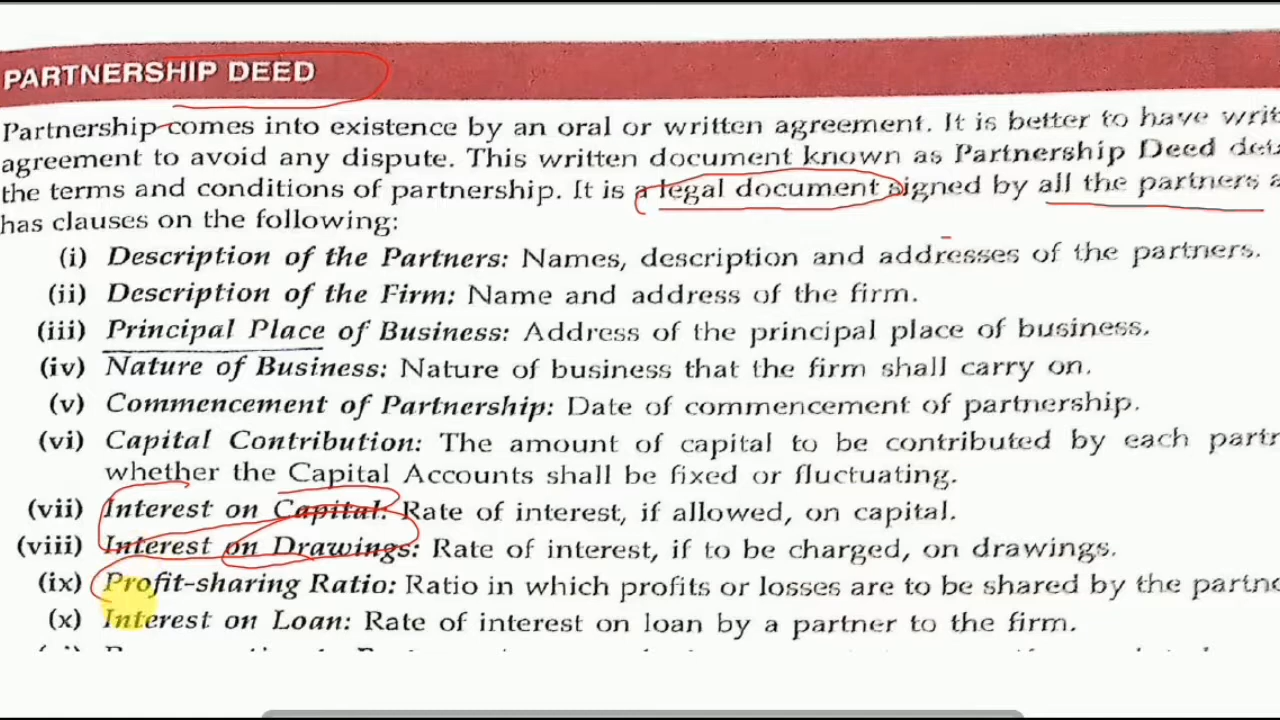 PARTNERSHIP DEED
Partnership comes into existence by an oral or written agreement. It is better to have writ
agreement to avoid any dispute. This written document known as Partnership Deed deta
the terms and conditions of partnership. It is a legal document signed by all the partners a
has clauses on the following:
(i) Description of the Partners: Names, description and addresses of the partners.
(ii) Description of the Firm: Name and address of the firm.
(iii) Principal Place of Business: Address of the principal place of business.
(iv) Nature of Business: Nature of business that the firm shall carry on.
(v) Commencement of Partnership: Date of commencement of partnership.
(vi) Capital Contribution: The amount of capital to be contributed by each partn
whether the Capital Accounts shall be fixed or fluctuating.
(vii) Interest on Capital: Rate of interest, if allowed, on capital.
(viii) Interest on Drawings: Rate of interest, if to be charged, on drawings.
(ix) Profit-sharing Ratio: Ratio in which profits or losses are to be shared by the partne
(x) Interest on Loan: Rate of interest on loan by a partner to the firm.